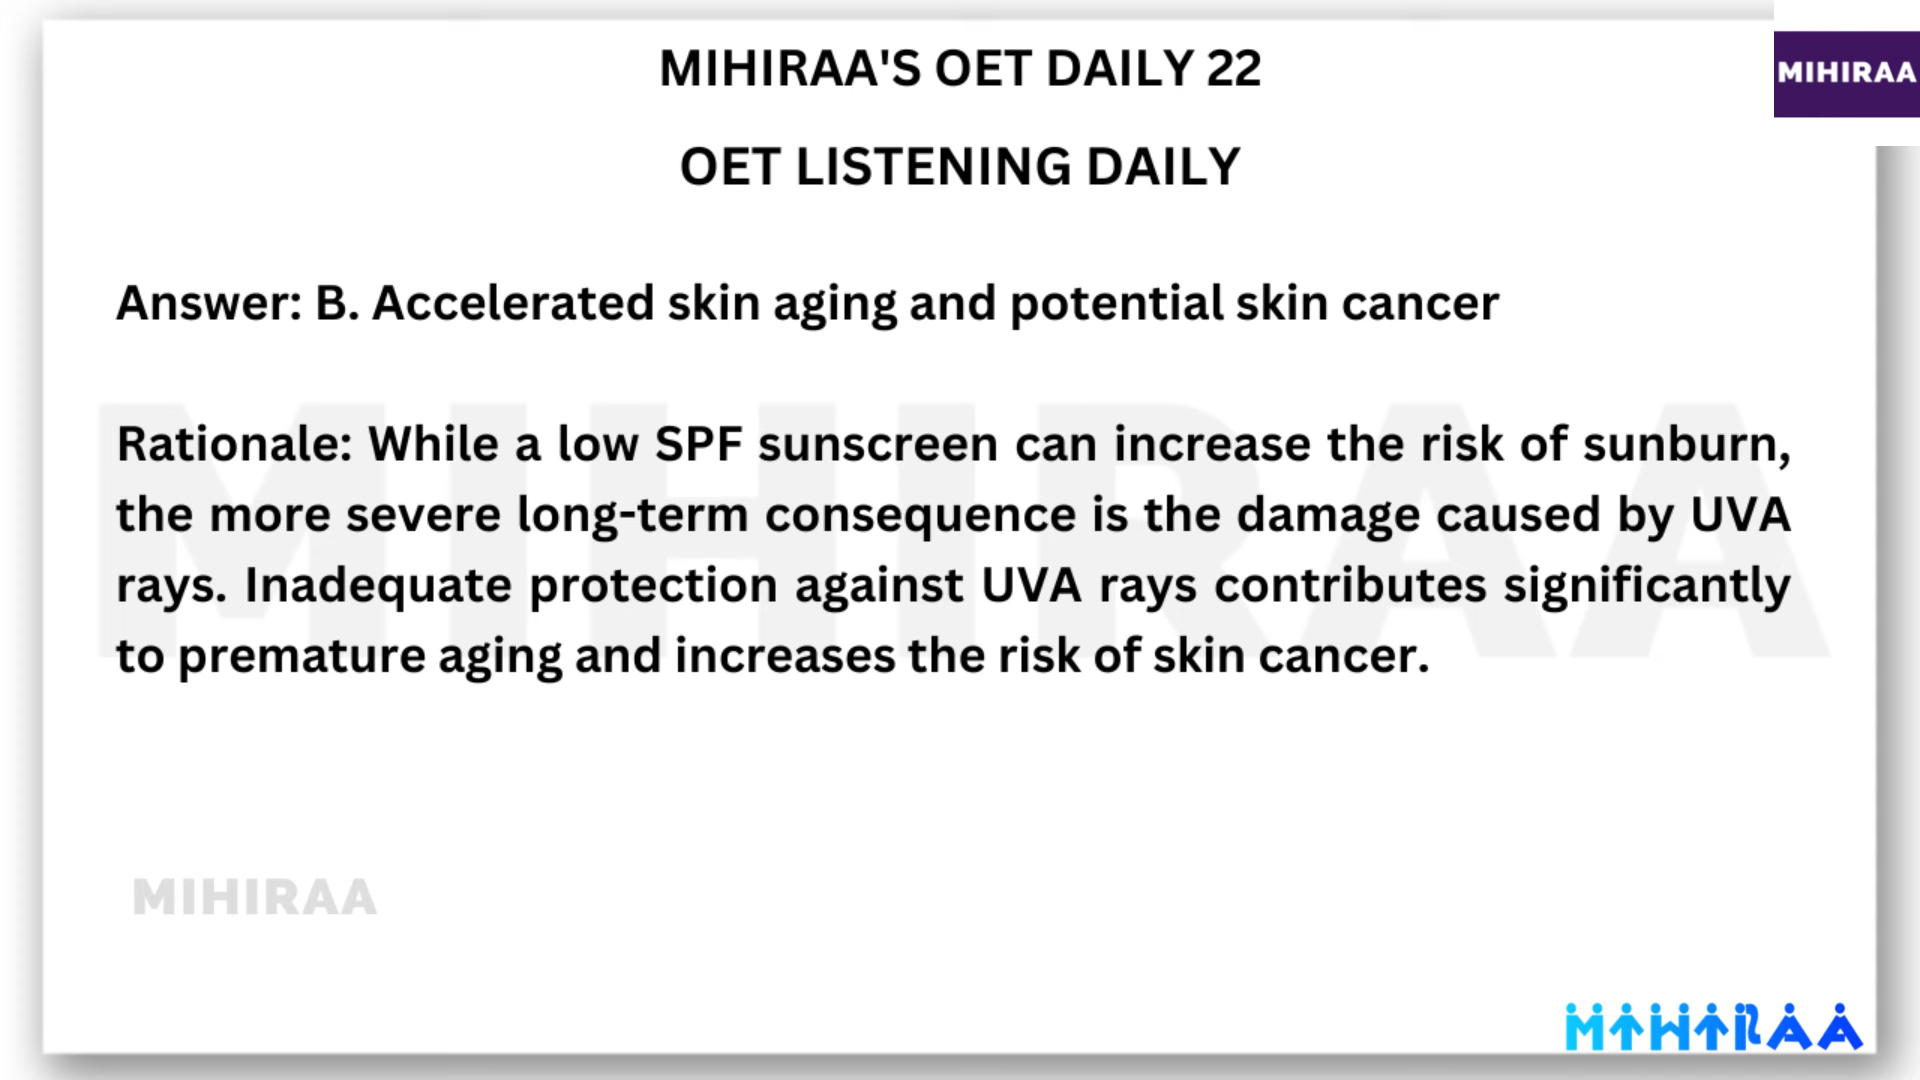 MIHIRAA'S OET DAILY 22
MIHIRAA
OET LISTENING DAILY
Answer: B. Accelerated skin aging and potential skin cancer
MIHIRAA
Rationale: While a low SPF sunscreen can increase the risk of sunburn,
the more severe long-term consequence is the damage caused by UVA
rays. Inadequate protection against UVA rays contributes significantly
to premature aging and increases the risk of skin cancer.
MIHIRAA
MIHIRAA